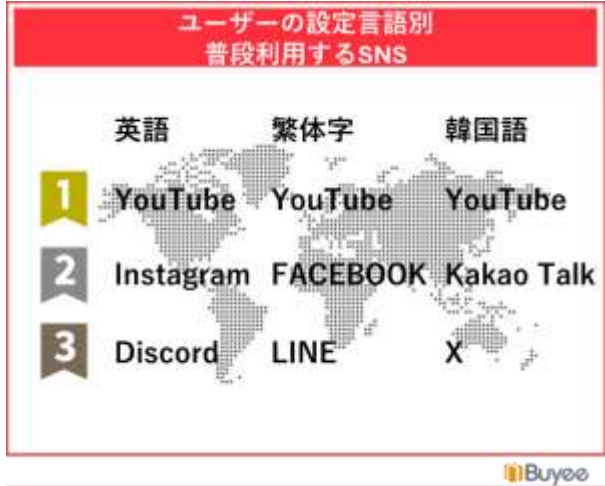 ユーザーの設定言語別
普段利用するSNS
英語 繁体字 韓国語
1 YouTube YouTube YouTube
2 Instagram FACEBOOK Kakao Talk
3 Discord LINE X
Buyee